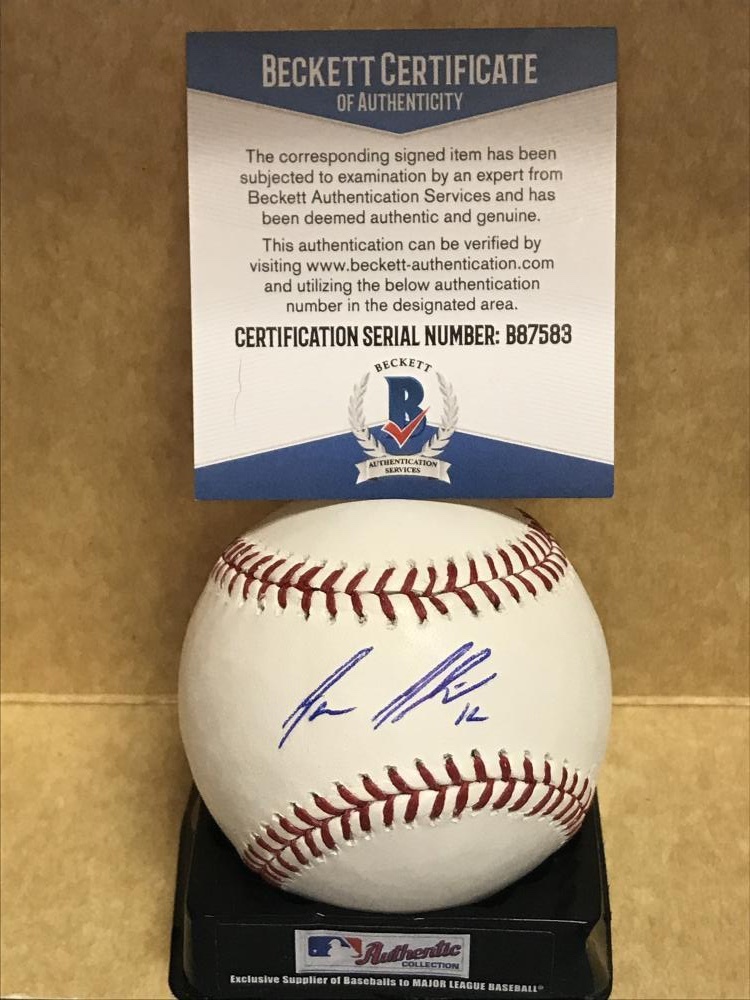 BECKETT CERTIFICATE
OF AUTHENTICITY
The corresponding signed item has been
subjected to examination by an expert from
Beckett Authentication Services and has
been deemed authentic and genuine.
This authentication can be verified by
visiting www.beckett-authentication.com
and utilizing the below authentication
number in the designated area.
CERTIFICATION SERIAL NUMBER: B87583
BECKETT
B
AUTHENTICATION
SERVICES
12
Authentic
COLLECTION
Exclusive Supplier of Baseballs to MAJOR LEAGUE BASEBALL®